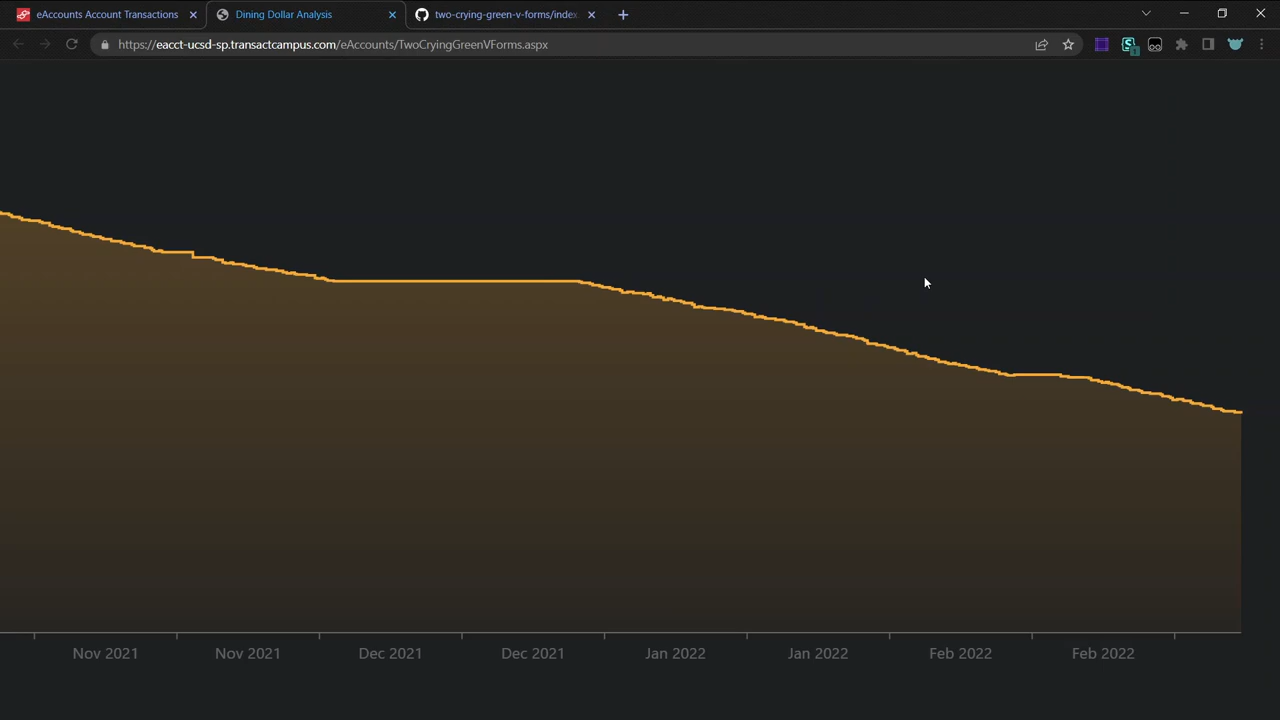 eAccounts Account Transactions
Dining Dollar Analysis
two-crying-green-v-forms/index
https://eacct-ucsd-sp.transactcampus.com/eAccounts/TwoCryingGreenVForms.aspx
Nov 2021
Nov 2021
Dec 2021
Dec 2021
Jan 2022
Jan 2022
Feb 2022
Feb 2022